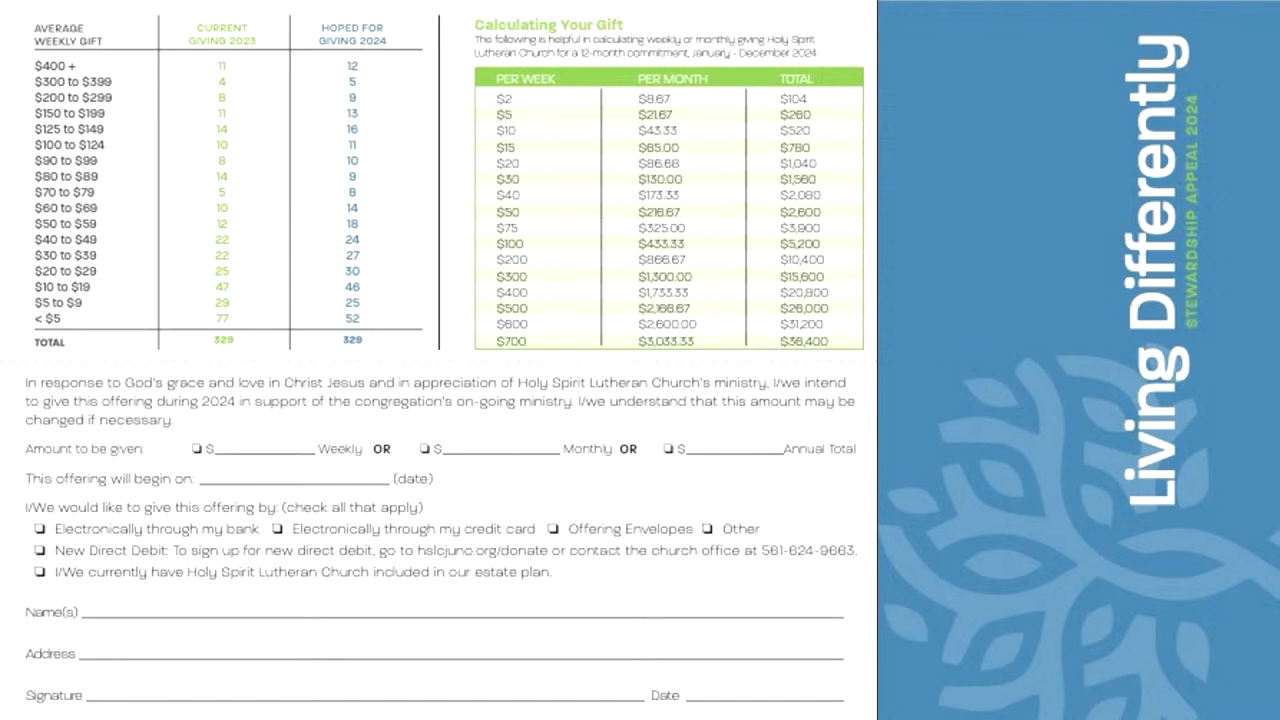 AVERAGE WEEKLY GIFT CURRENT GIVING 2023 HOPED FOR GIVING 2024
$400 + 11 12
$300 to $399 4 5
$200 to $299 8 9
$150 to $199 11 13
$125 to $149 14 16
$100 to $124 10 11
$90 to $99 8 10
$80 to $89 14 9
$70 to $79 5 8
$60 to $69 10 14
$50 to $59 12 18
$40 to $49 22 24
$30 to $39 22 27
$20 to $29 25 30
$10 to $19 47 46
$5 to $9 29 25
< $5 77 52
TOTAL 329 329
Calculating Your Gift
The following is helpful in calculating weekly or monthly giving Holy Spirit
Lutheran Church for a 12-month commitment, January - December 2024.
PER WEEK PER MONTH TOTAL
$2 $8.67 $104
$5 $21.67 $260
$10 $43.33 $520
$15 $65.00 $780
$20 $86.68 $1,040
$30 $130.00 $1,560
$40 $173.33 $2,080
$50 $216.67 $2,600
$75 $325.00 $3,900
$100 $433.33 $5,200
$200 $866.67 $10,400
$300 $1,300.00 $15,600
$400 $1,733.33 $20,800
$500 $2,166.67 $26,000
$600 $2,600.00 $31,200
$700 $3,033.33 $36,400
In response to God's grace and love in Christ Jesus and in appreciation of Holy Spirit Lutheran Church's ministry, I/we intend
to give this offering during 2024 in support of the congregation's on-going ministry. I/we understand that this amount may be
changed if necessary.
Amount to be given: ❏ $____________ Weekly OR ❏ $____________ Monthly OR ❏ $____________Annual Total
This offering will begin on: ____________________ (date)
I/We would like to give this offering by: (check all that apply)
❏ Electronically through my bank ❏ Electronically through my credit card ❏ Offering Envelopes ❏ Other
❏ New Direct Debit: To sign up for new direct debit, go to hslcjuno.org/donate or contact the church office at 561-624-9663.
❏ I/We currently have Holy Spirit Lutheran Church included in our estate plan.
Name(s) ____________________
Address ____________________
Signature ____________________ Date ____________
Living Differently
STEWARDSHIP APPEAL 2024